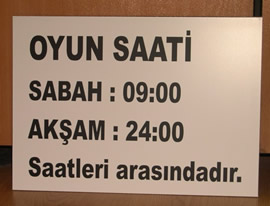 OYUN SAATİ
SABAH : 09:00
AKŞAM : 24:00
Saatleri arasındadır.